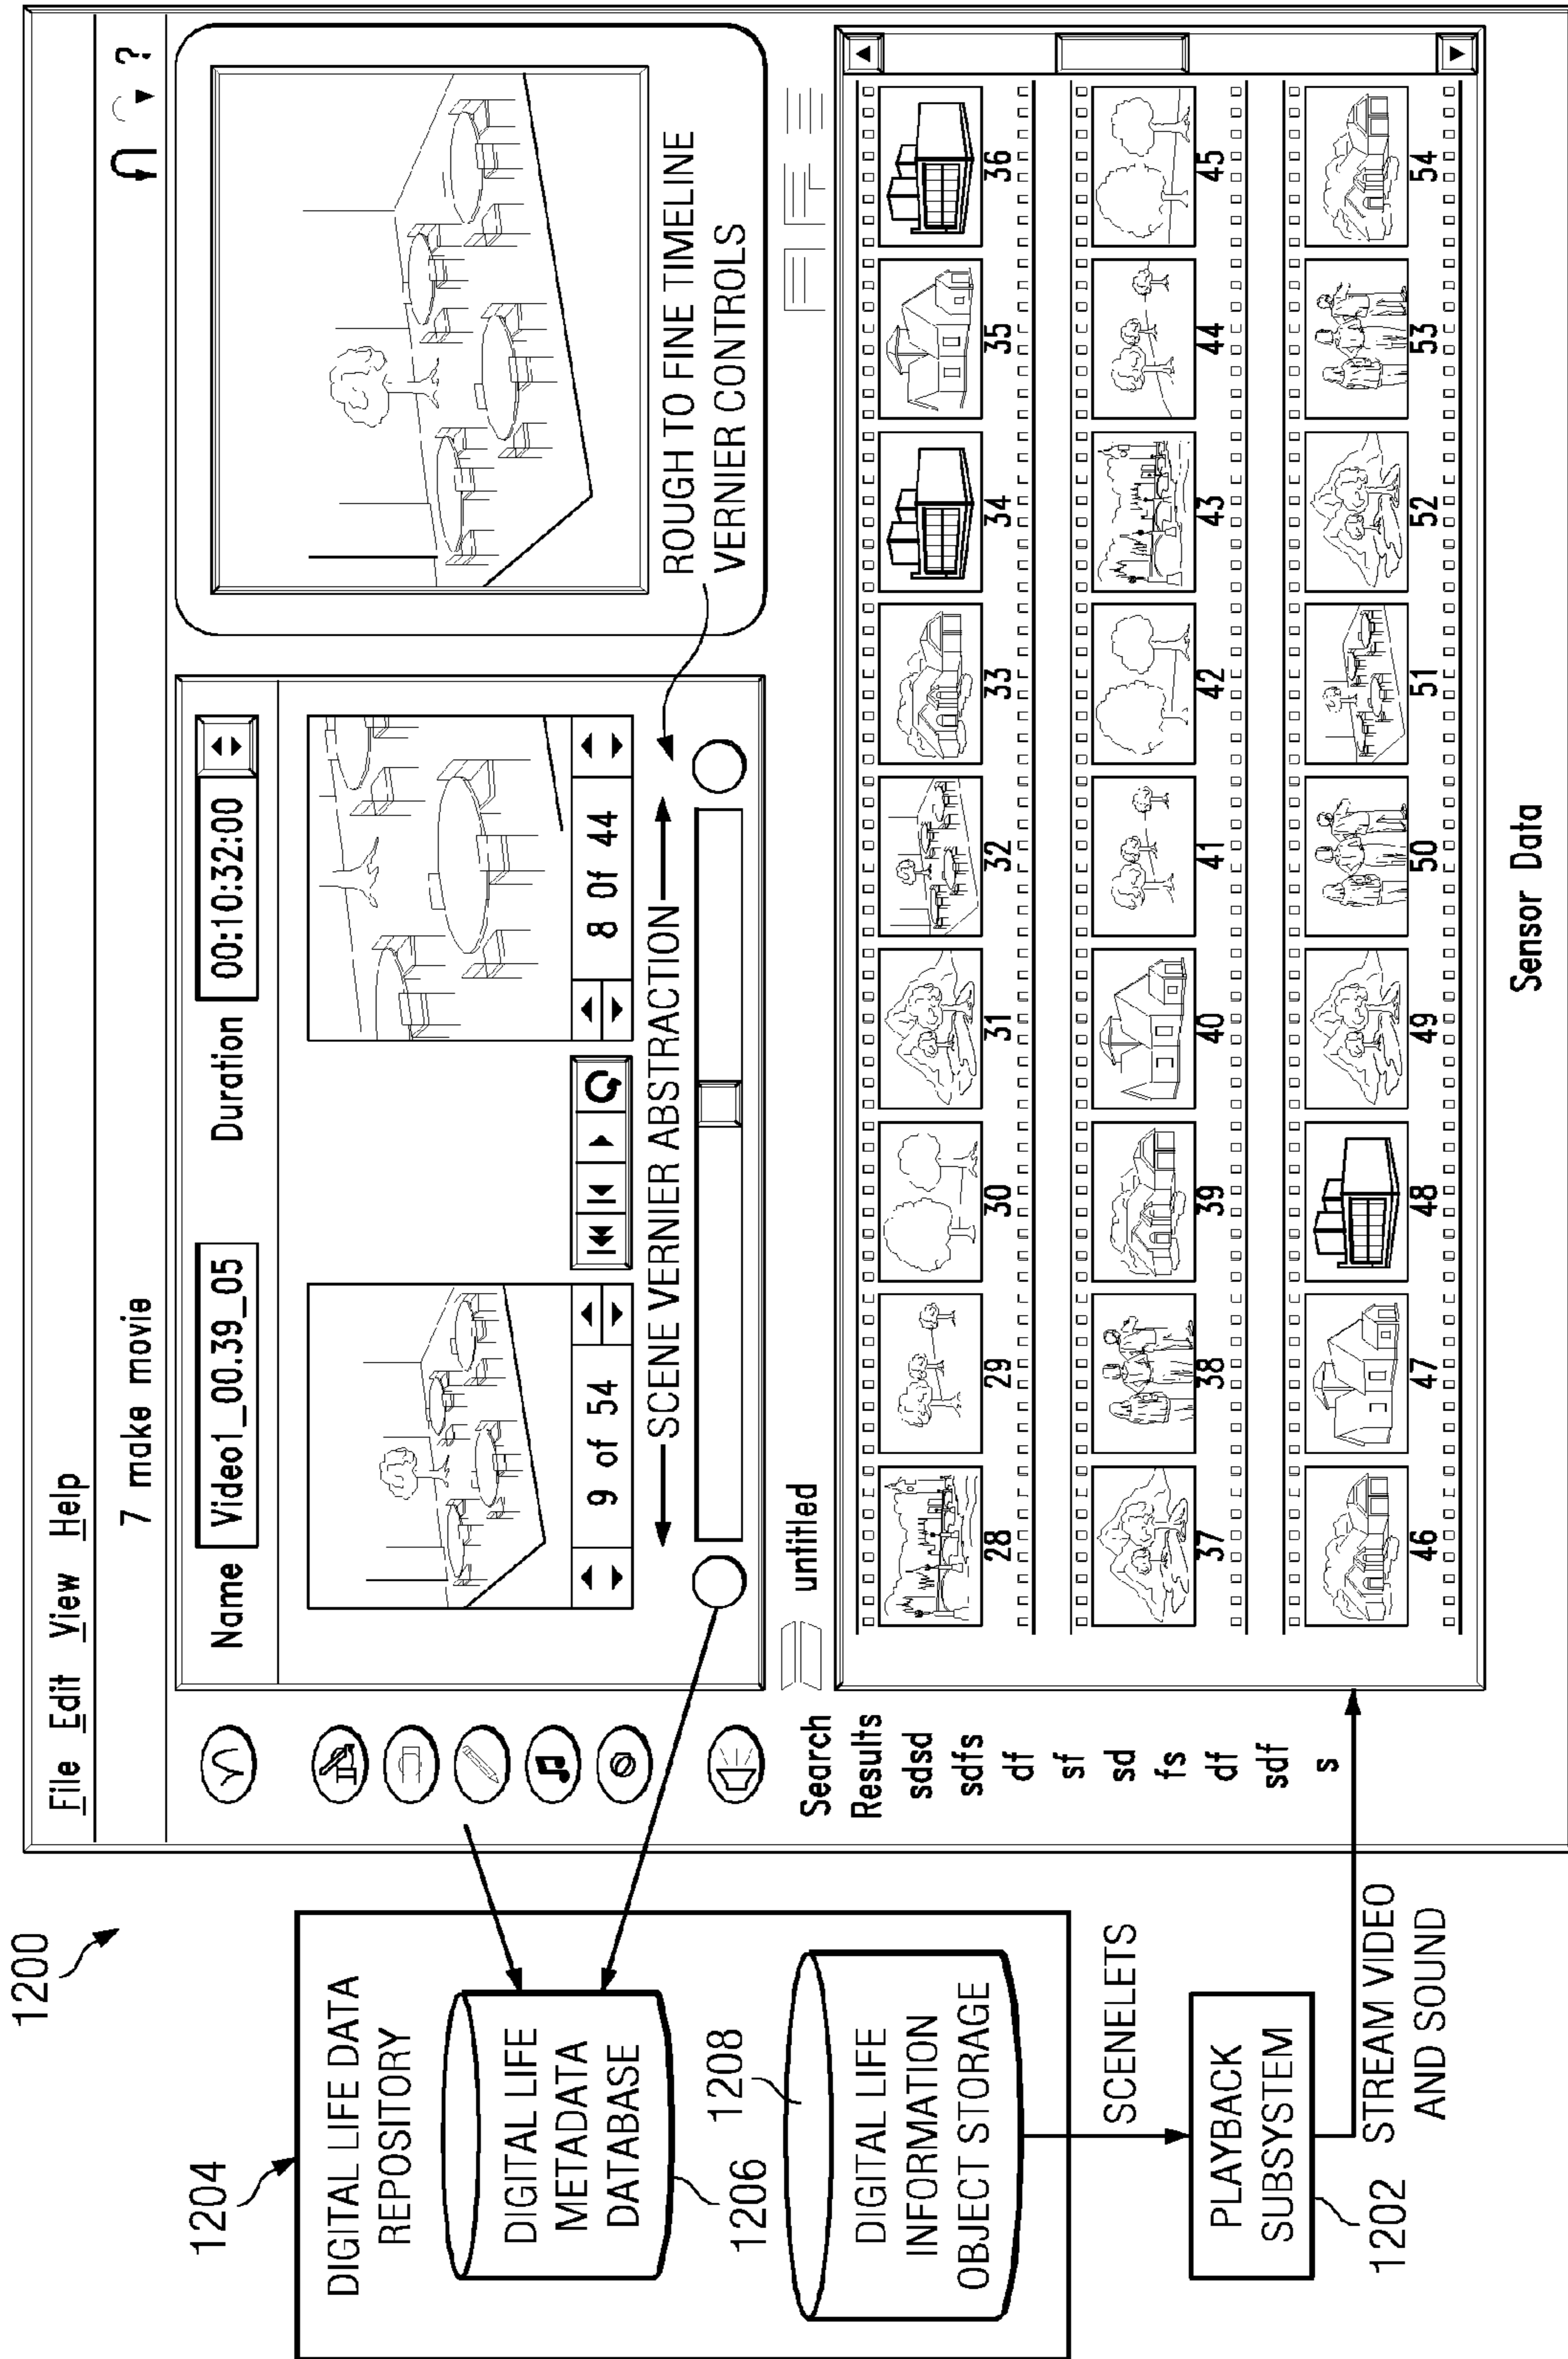 1200
1204
DIGITAL LIFE DATA
REPOSITORY
DIGITAL LIFE
METADATA
DATABASE
1206
1208
DIGITAL LIFE
INFORMATION
OBJECT STORAGE
SCENELETS
PLAYBACK
SUBSYSTEM
1202
STREAM VIDEO
AND SOUND
File Edit View Help
7 make movie
?
Name Video1_00.39_05 Duration 00:10:32:00
9 of 54
8 Of 44
SCENE VERNIER ABSTRACTION
ROUGH TO FINE TIMELINE
VERNIER CONTROLS
untitled
Search
Results
sdsd
sdfs
df
sf
sd
fs
df
sdf
s
28 29 30 31 32 33 34 35 36
37 38 39 40 41 42 43 44 45
46 47 48 49 50 51 52 53 54
Sensor Data